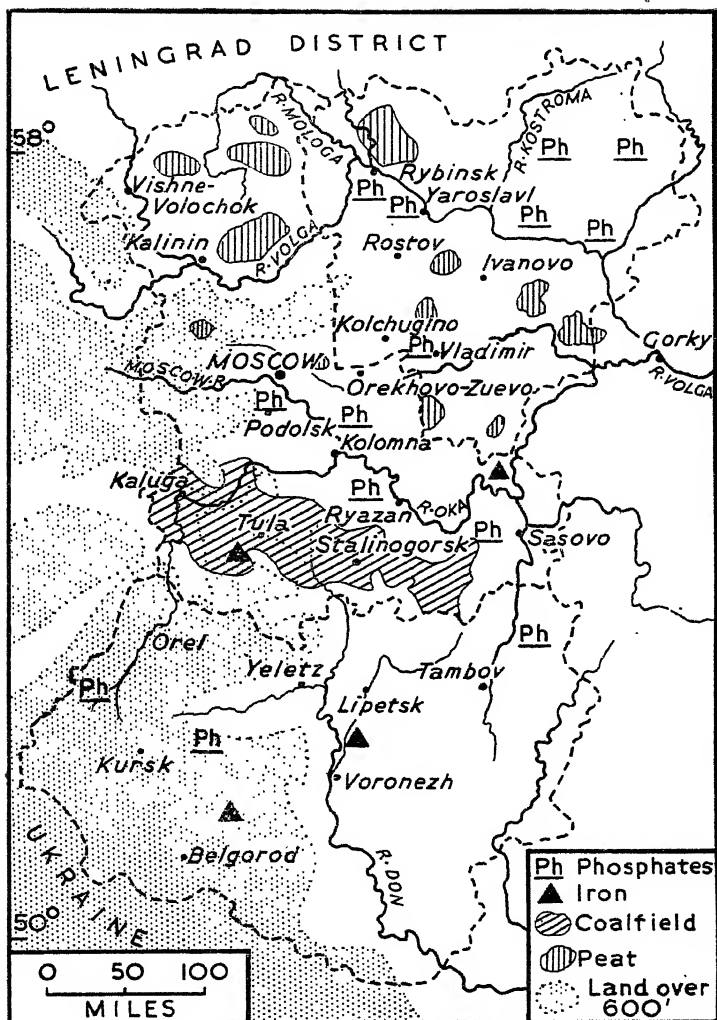 LENINGRAD DISTRICT
58°
R. MOLOGA
R. KOSTROMA
Ph
Ph
Vishne-
Volochok
Rybinsk
Ph
Yaroslavl
Ph
Ph
Ph
Kalinin
R. VOLGA
Rostov
Ivanovo
Kolchugino
Gorky
Ph
Vladimir
MOSCOW
R. VOLGA
MOSCOW R.
Orekhovo-Zuevo
Ph
Ph
Podolsk
Kolomna
Kaluga
Ph
R. OKA
Ryazan
Tula
Ph
Sasovo
Stalinogorsk
Orel
Ph
Ph
Yeletz
Tambov
Lipetsk
Ph
Kursk
Voronezh
UKRAINE
Belgorod
R. DON
50°
Ph Phosphates
Iron
Coalfield
Peat
Land over
600'
0 50 100
MILES